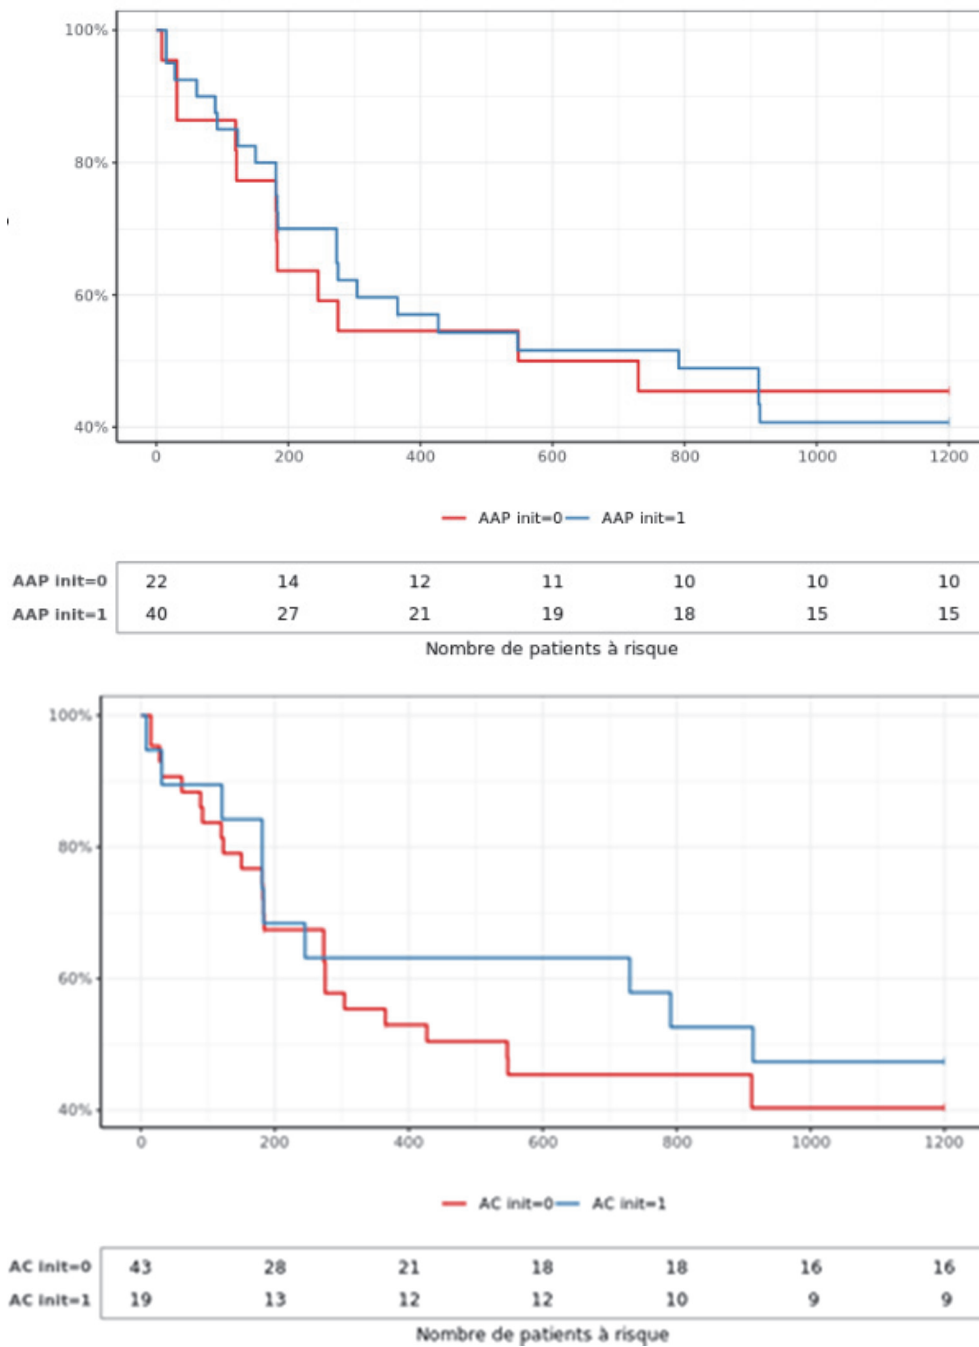 100%
80%
60%
40%
0 200 400 600 800 1000 1200
AAP init=0 AAP init=1
AAP init=0 22 14 12 11 10 10 10
AAP init=1 40 27 21 19 18 15 15
Nombre de patients à risque
100%
80%
60%
40%
0 200 400 600 800 1000 1200
AC init=0 AC init=1
AC init=0 43 28 21 18 18 16 16
AC init=1 19 13 12 12 10 9 9
Nombre de patients à risque